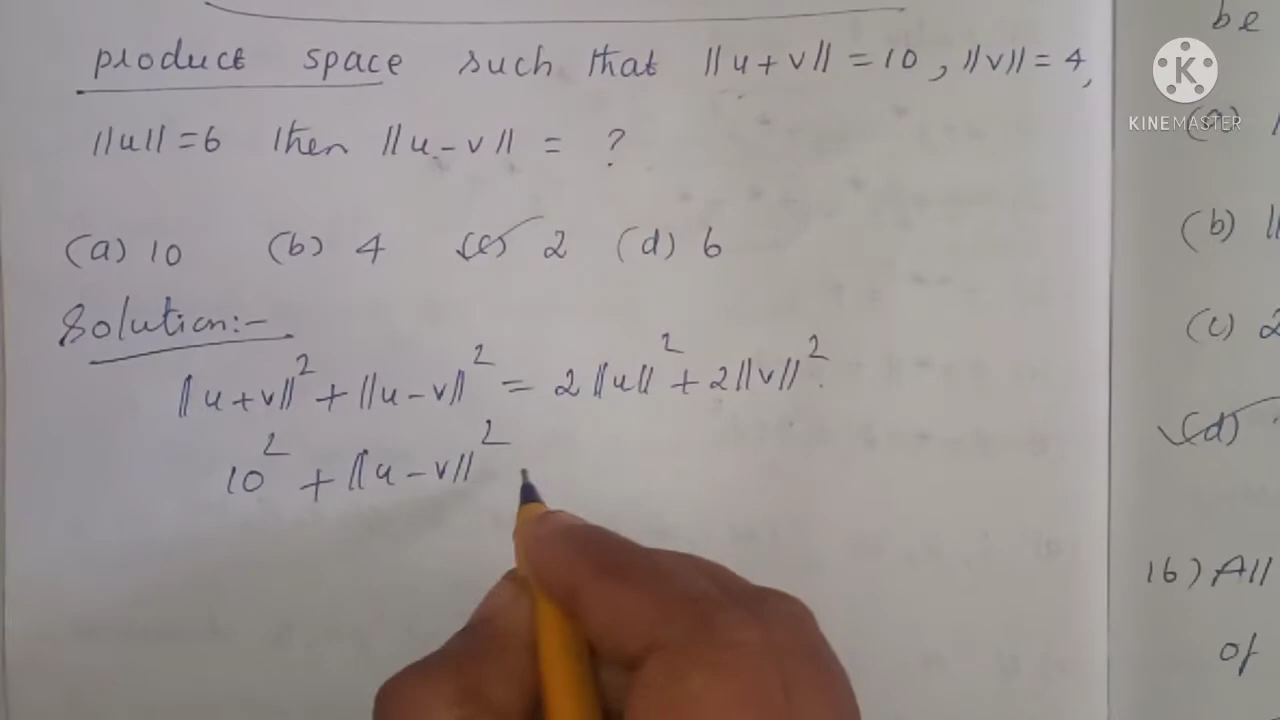 product space such that ||u+v|| = 10, ||v|| = 4,
||u|| = 6 then ||u-v|| = ?
(a) 10 (b) 4 (c) 2 (d) 6
Solution:-
||u+v||² + ||u-v||² = 2||u||² + 2||v||².
10² + ||u-v||²
be
K
KINEMASTER
(a)
(b) ||
(c) 2
(d)
16) All
of